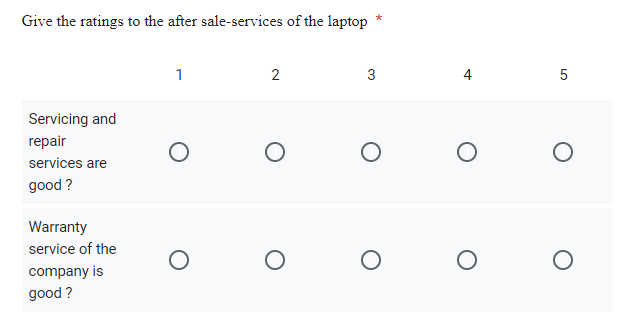 Give the ratings to the after sale-services of the laptop *
1 2 3 4 5
Servicing and
repair
services are
good ?
Warranty
service of the
company is
good ?